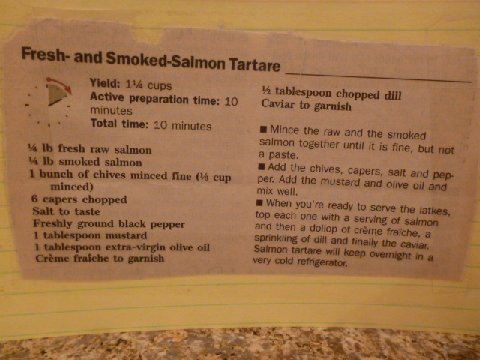 Fresh- and Smoked-Salmon Tartare
Yield: 1¼ cups
Active preparation time: 10
minutes
Total time: 10 minutes
¼ lb fresh raw salmon
¼ lb smoked salmon
1 bunch of chives minced fine (⅛ cup
minced)
6 capers chopped
Salt to taste
Freshly ground black pepper
1 tablespoon mustard
1 tablespoon extra-virgin olive oil
Crème fraîche to garnish
½ tablespoon chopped dill
Caviar to garnish
■ Mince the raw and the smoked
salmon together until it is fine, but not
a paste.
■ Add the chives, capers, salt and pep-
per. Add the mustard and olive oil and
mix well.
■ When you're ready to serve the latkes,
top each one with a serving of salmon
and then a dollop of crème fraîche, a
sprinkling of dill and finally the caviar.
Salmon tartare will keep overnight in a
very cold refrigerator.